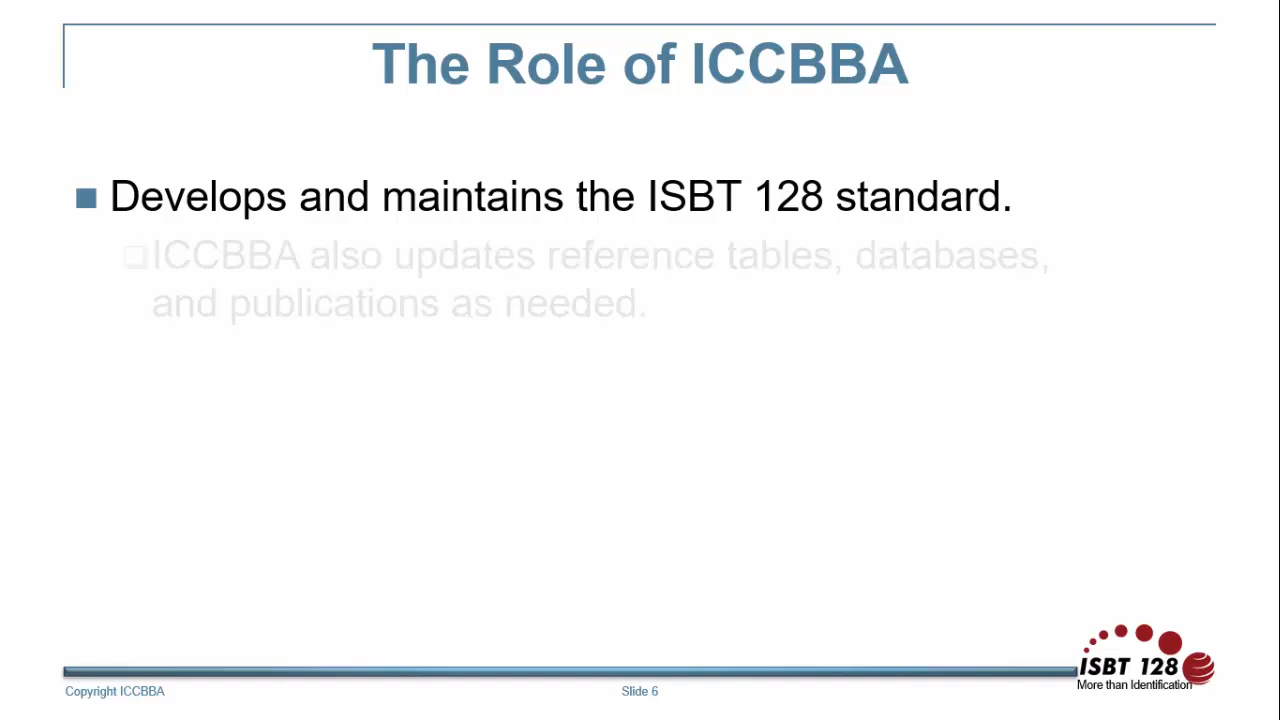 The Role of ICCBBA
Develops and maintains the ISBT 128 standard.
ICCBBA also updates reference tables, databases,
and publications as needed.
ISBT 128
More than Identification
Copyright ICCBBA
Slide 6